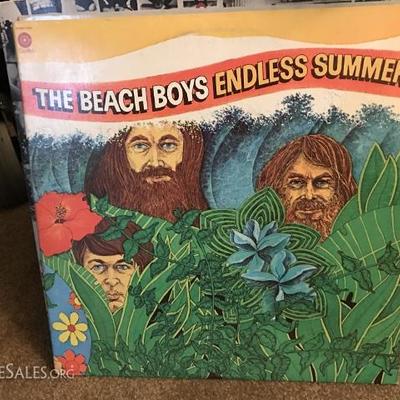 THE BEACH BOYS ENDLESS SUMMER
ESALES.ORG